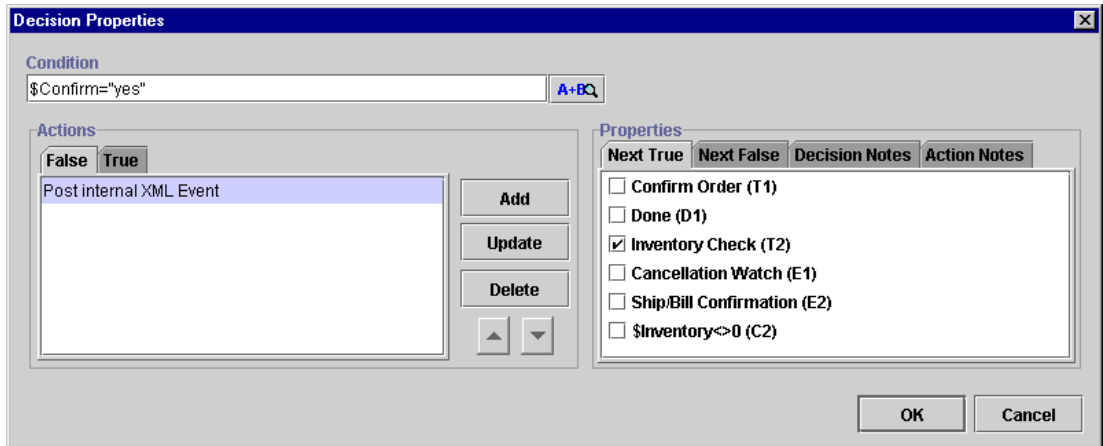 Decision Properties
Condition
$Confirm="yes"
A+B
Actions
False True
Post internal XML Event
Add
Update
Delete
Properties
Next True Next False Decision Notes Action Notes
Confirm Order (T1)
Done (D1)
Inventory Check (T2)
Cancellation Watch (E1)
Ship/Bill Confirmation (E2)
$Inventory<>0 (C2)
OK Cancel